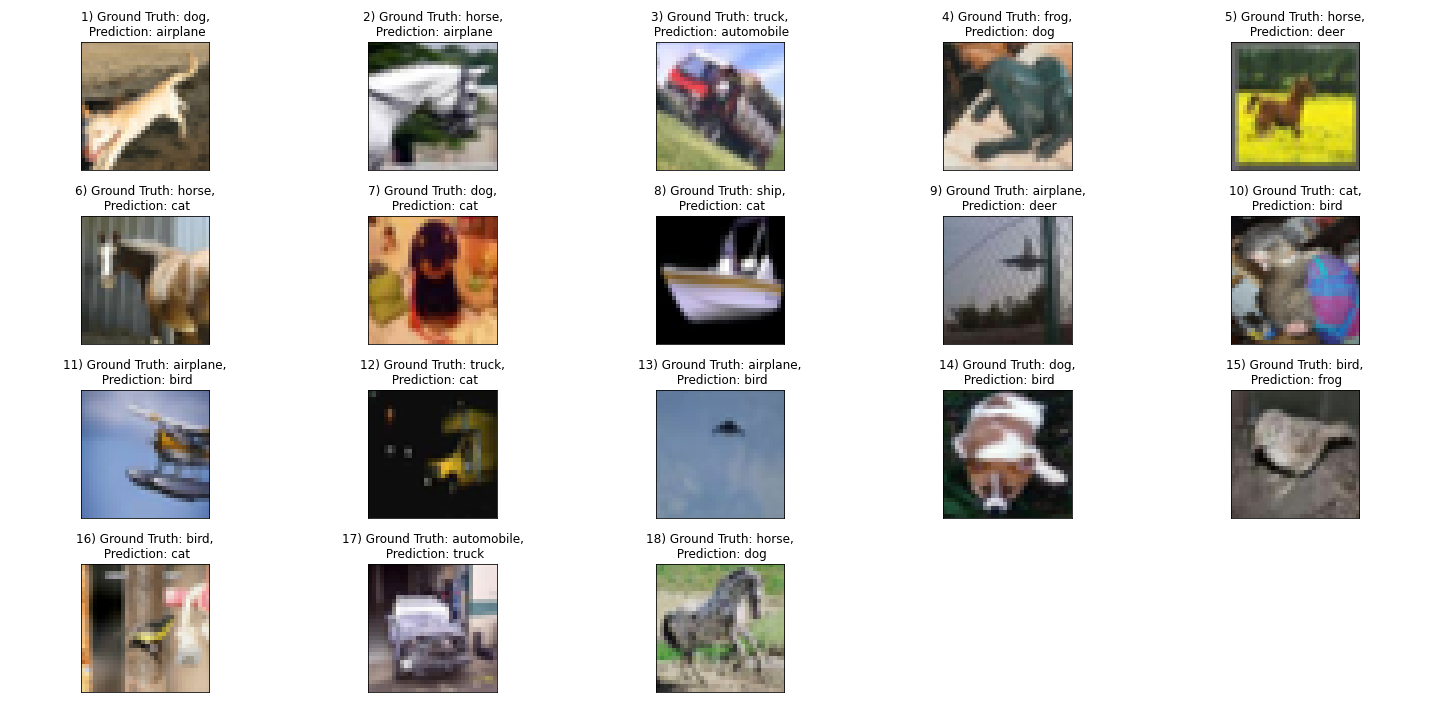 1) Ground Truth: dog,
Prediction: airplane
2) Ground Truth: horse,
Prediction: airplane
3) Ground Truth: truck,
Prediction: automobile
4) Ground Truth: frog,
Prediction: dog
5) Ground Truth: horse,
Prediction: deer
6) Ground Truth: horse,
Prediction: cat
7) Ground Truth: dog,
Prediction: cat
8) Ground Truth: ship,
Prediction: cat
9) Ground Truth: airplane,
Prediction: deer
10) Ground Truth: cat,
Prediction: bird
11) Ground Truth: airplane,
Prediction: bird
12) Ground Truth: truck,
Prediction: cat
13) Ground Truth: airplane,
Prediction: bird
14) Ground Truth: dog,
Prediction: bird
15) Ground Truth: bird,
Prediction: frog
16) Ground Truth: bird,
Prediction: cat
17) Ground Truth: automobile,
Prediction: truck
18) Ground Truth: horse,
Prediction: dog